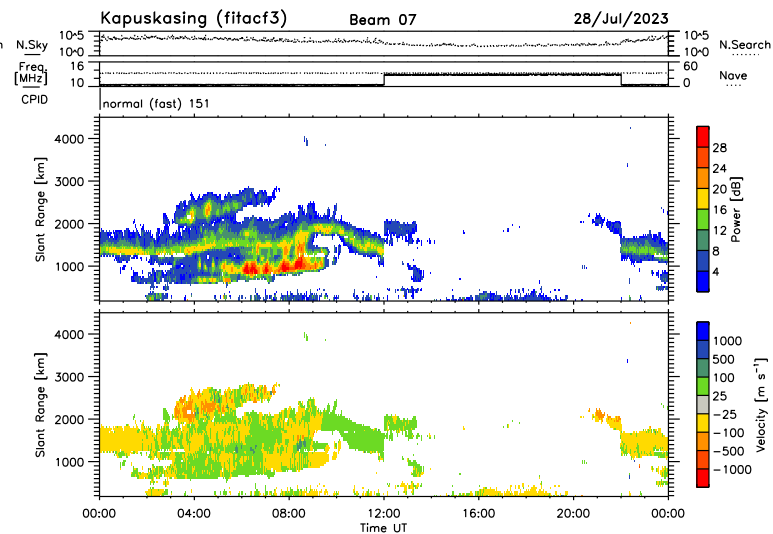 Kapuskasing (fitacf3) Beam 07 28/Jul/2023
n N.Sky 10^5 10^0 10^5 10^0 N.Search
Freq. [MHz] 16 10 60 0 Nave
CPID normal (fast) 151
Slant Range [km] 4000 3000 2000 1000
Power [dB] 28 24 20 16 12 8 4
Slant Range [km] 4000 3000 2000 1000
Velocity [m s⁻¹] 1000 500 100 25 -25 -100 -500 -1000
00:00 04:00 08:00 12:00 16:00 20:00 00:00
Time UT